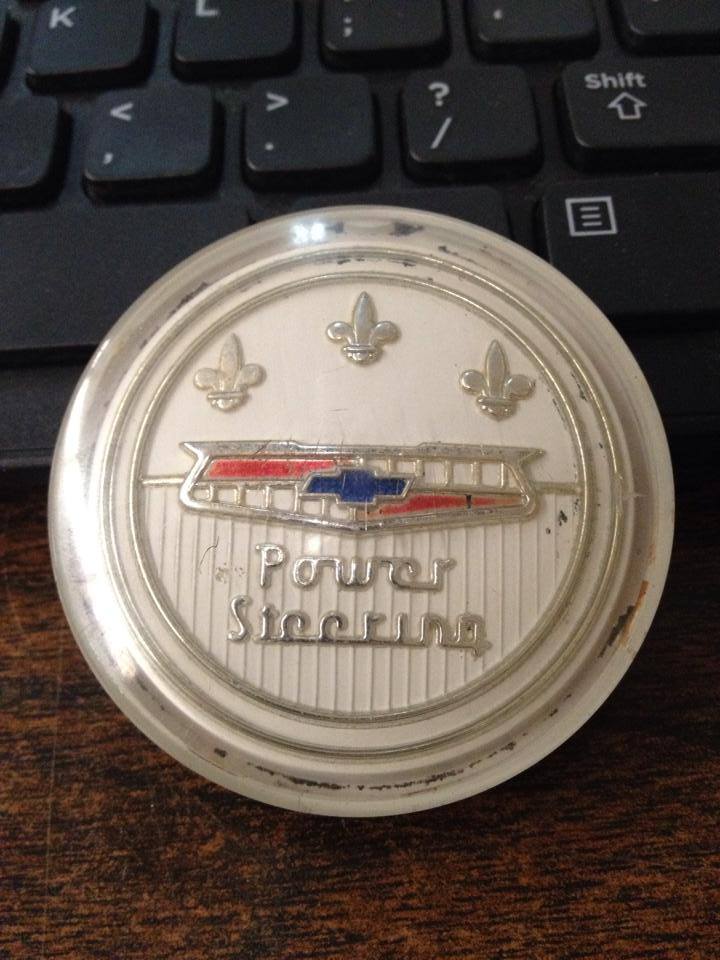 K L : ;
< , > . ? / Shift
Power
Steering